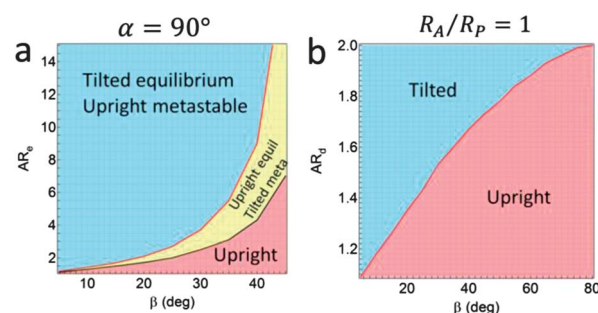 a
α = 90°
14
12
10
8
6
4
2
AR_e
Tilted equilibrium
Upright metastable
Upright equil
Tilted meta
Upright
10
20
30
40
β (deg)
b
R_A/R_P = 1
2.0
1.8
1.6
1.4
1.2
AR_d
Tilted
Upright
20
40
60
80
β (deg)